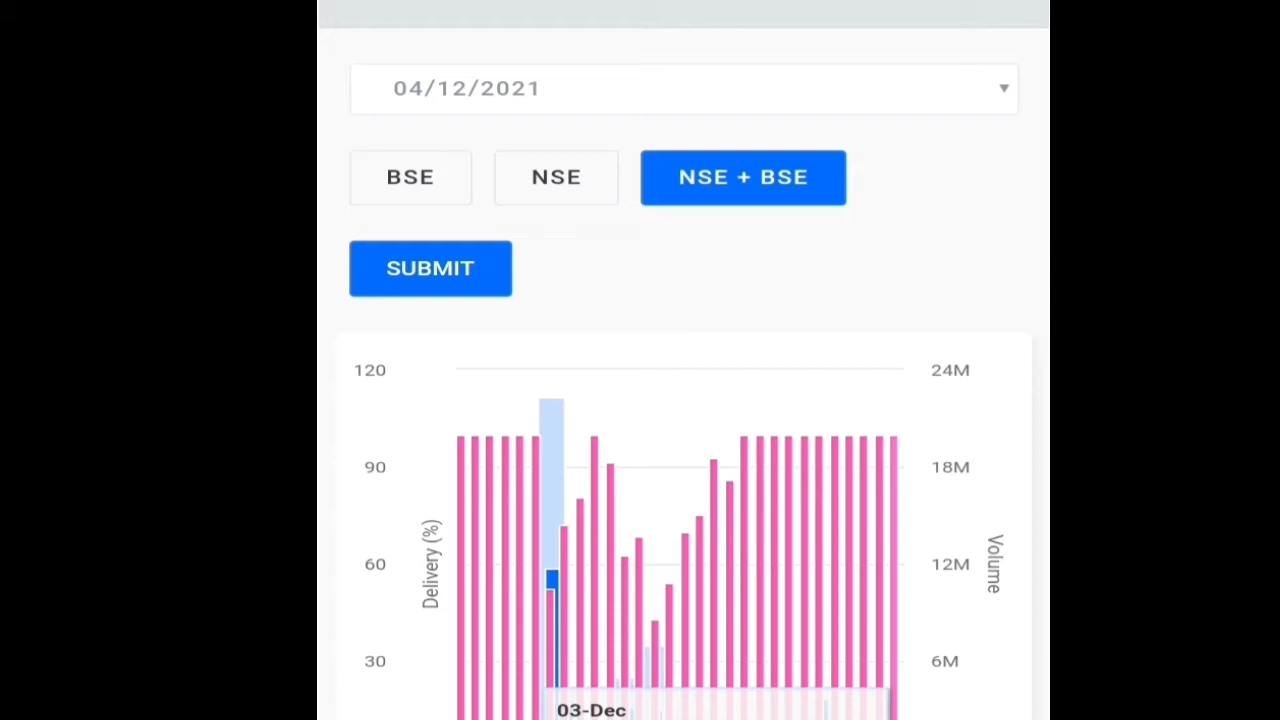 04/12/2021
BSE NSE NSE + BSE
SUBMIT
120 24M
90 18M
60 12M
30 6M
Delivery (%)
Volume
03-Dec